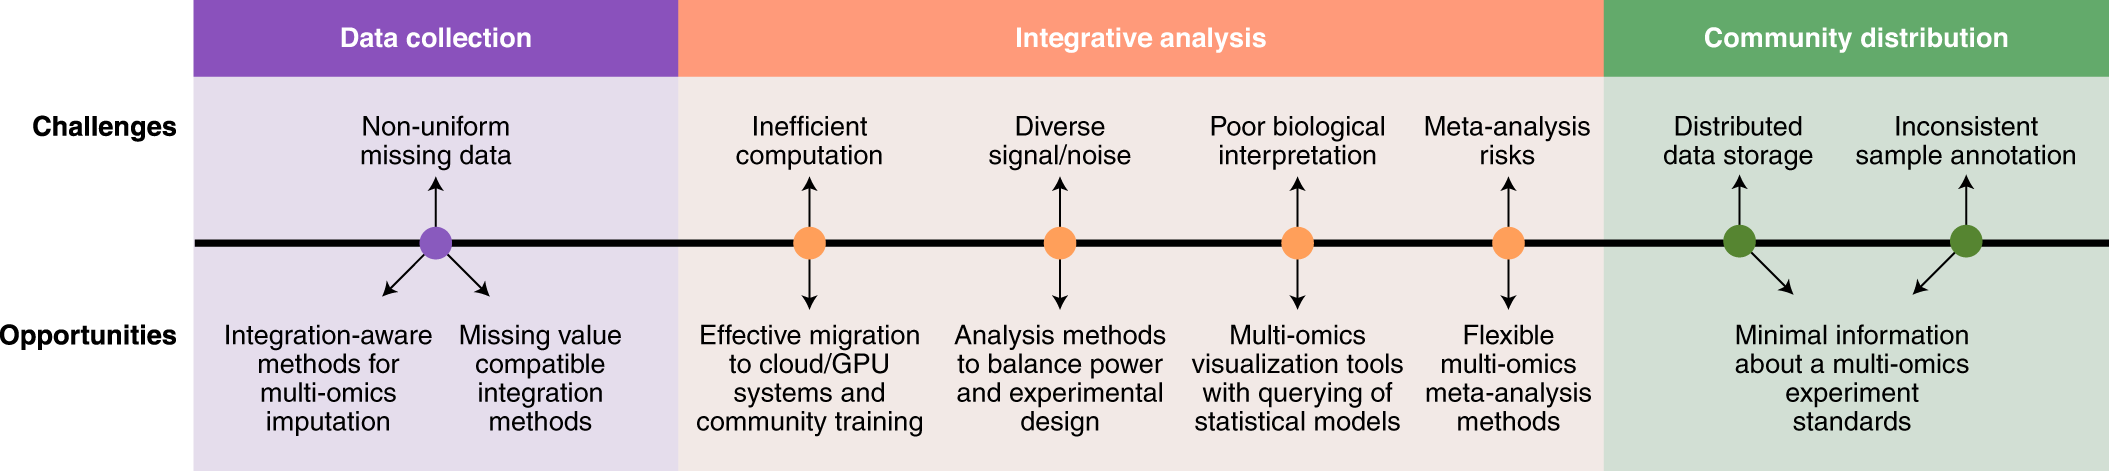 Data collection
Integrative analysis
Community distribution
Challenges
Non-uniform
missing data
Inefficient
computation
Diverse
signal/noise
Poor biological
interpretation
Meta-analysis
risks
Distributed
data storage
Inconsistent
sample annotation
Opportunities
Integration-aware
methods for
multi-omics
imputation
Missing value
compatible
integration
methods
Effective migration
to cloud/GPU
systems and
community training
Analysis methods
to balance power
and experimental
design
Multi-omics
visualization tools
with querying of
statistical models
Flexible
multi-omics
meta-analysis
methods
Minimal information
about a multi-omics
experiment
standards